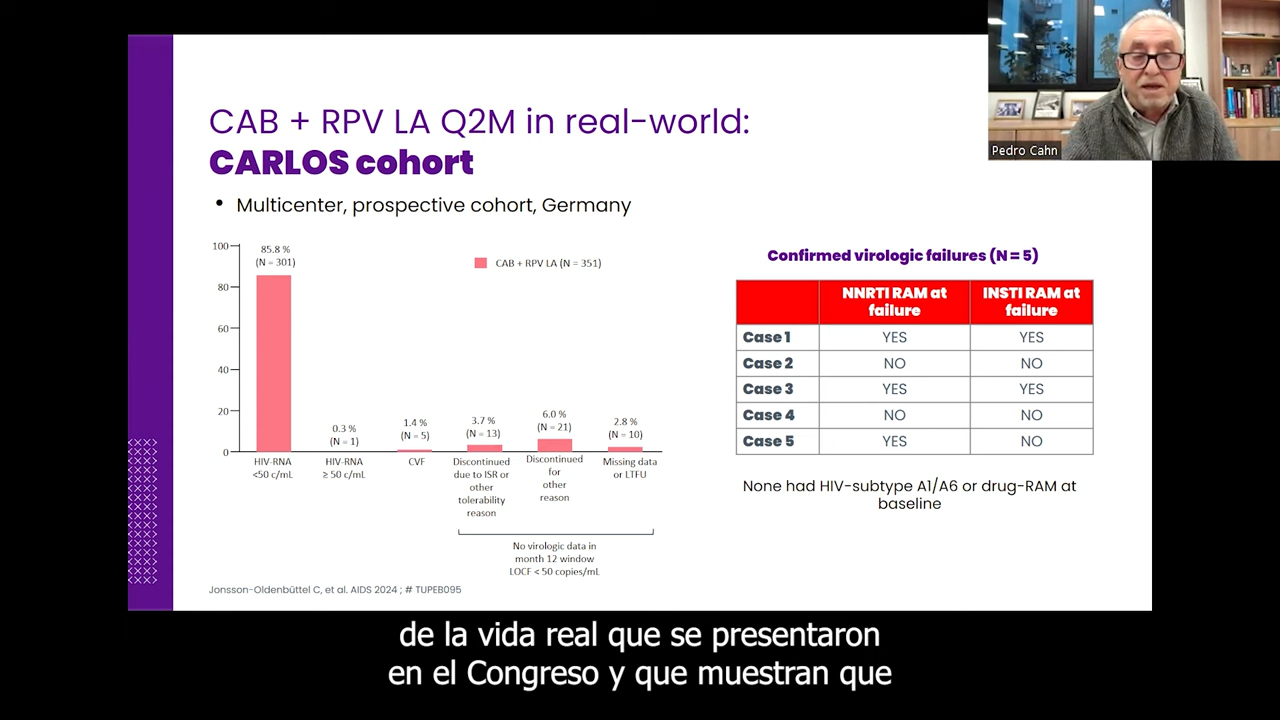 Pedro Cahn
CAB + RPV LA Q2M in real-world:
CARLOS cohort
• Multicenter, prospective cohort, Germany
100
80
60
40
20
0
85.8 %
(N = 301)
0.3 %
(N = 1)
1.4 %
(N = 5)
3.7 %
(N = 13)
6.0 %
(N = 21)
2.8 %
(N = 10)
CAB + RPV LA (N = 351)
HIV-RNA
<50 c/mL
HIV-RNA
≥ 50 c/mL
CVF
Discontinued
due to ISR or
other
tolerability
reason
Discontinued
for
other
reason
Missing data
or LTFU
No virologic data in
month 12 window
LOCF < 50 copies/mL
Confirmed virologic failures (N = 5)
NNRTI RAM at
failure
INSTI RAM at
failure
Case 1 YES YES
Case 2 NO NO
Case 3 YES YES
Case 4 NO NO
Case 5 YES NO
None had HIV-subtype A1/A6 or drug-RAM at
baseline
Jonsson-Oldenbüttel C, et al. AIDS 2024 ; # TUPEB095
de la vida real que se presentaron
en el Congreso y que muestran que